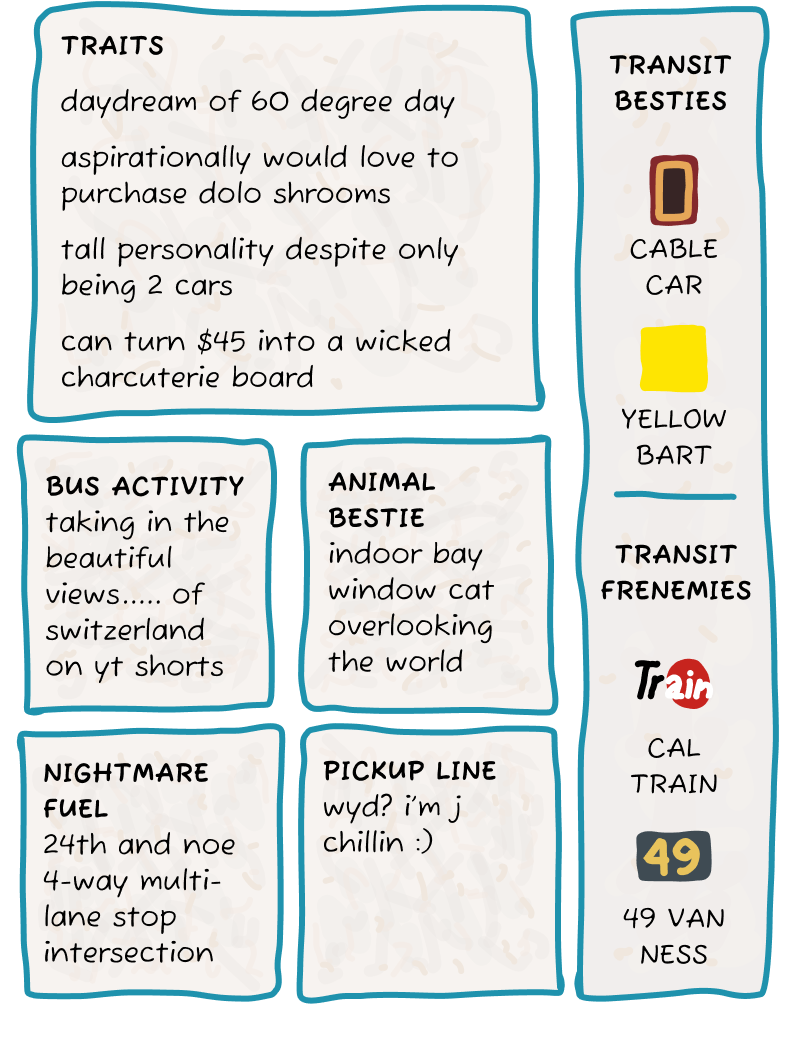 TRAITS
daydream of 60 degree day
aspirationally would love to
purchase dolo shrooms
tall personality despite only
being 2 cars
can turn $45 into a wicked
charcuterie board
BUS ACTIVITY
taking in the
beautiful
views..... of
switzerland
on yt shorts
ANIMAL
BESTIE
indoor bay
window cat
overlooking
the world
NIGHTMARE
FUEL
24th and noe
4-way multi-
lane stop
intersection
PICKUP LINE
wyd? i'm j
chillin :)
TRANSIT
BESTIES
CABLE
CAR
YELLOW
BART
TRANSIT
FRENEMIES
Train
CAL
TRAIN
49
49 VAN
NESS